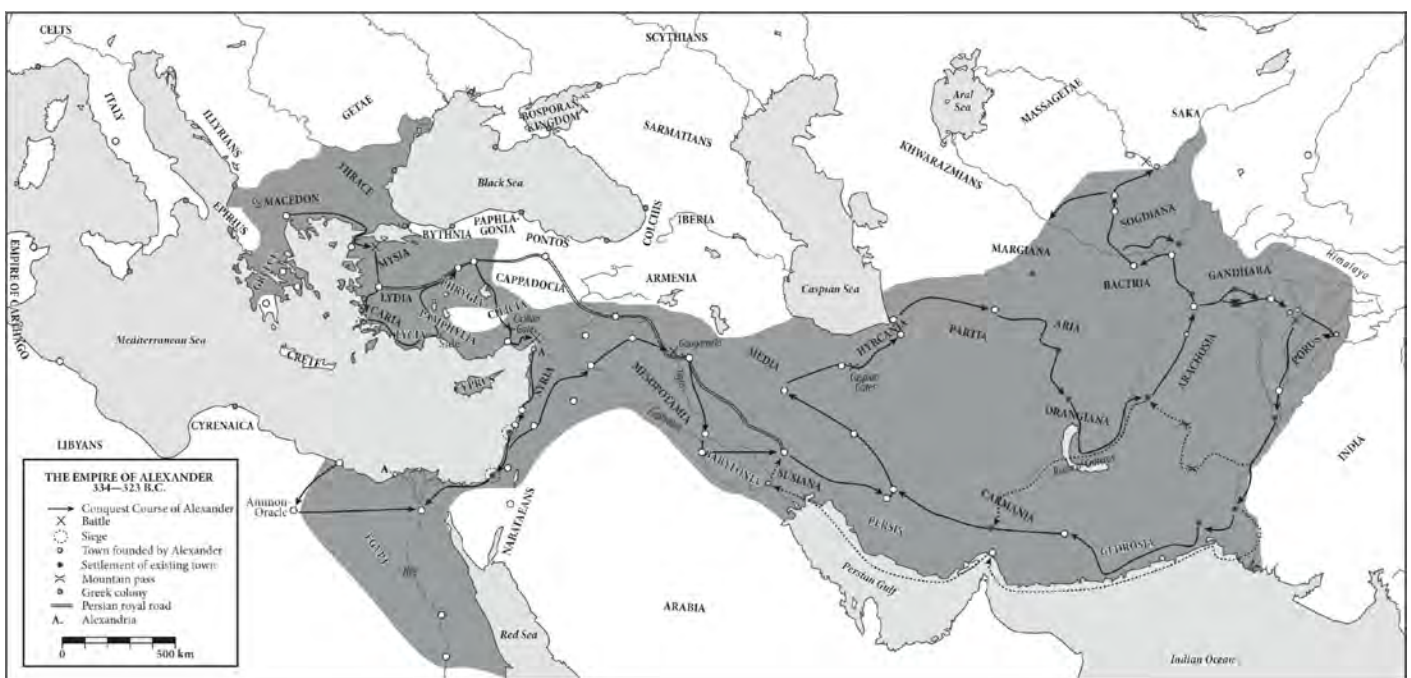 CELTS
SCYTHIANS
ITALY
ILLYRIANS
GETAE
BOSPORAN
KINGDOM
SARMATIANS
Aral
Sea
MASSAGETAE
SAKA
KHWARAZMIANS
THRACE
MACEDON
Black Sea
EPIRUS
PAPHLA-
GONIA
BYTHNIA
PONTOS
COLCHIS
IBERIA
ARMENIA
Caspian Sea
MARGIANA
SOGDIANA
BACTRIA
GANDHARA
Himalaya
EMPIRE OF CARTHAGO
MYSIA
LYDIA
PHRYGIA
CAPPADOCIA
CARIA
PAMPHYLIA
Side
Mediterranean Sea
CRETE
CYPRUS
A.
SYRIA
Gaugamela
MESOPOTAMIA
MEDIA
HYRCANIA
PARTIA
ARIA
ARACHOSIA
PORUS
DRANGIANA
INDIA
LIBYANS
CYRENAICA
A.
BABYLONEL
SUSIANA
PERSIS
CARMANIA
GEDROSIA
Ammon
Oracle
EGYPT
NABATAEANS
ARABIA
Persian Gulf
Red Sea
Indian Ocean
THE EMPIRE OF ALEXANDER
334—323 B.C.
Conquest Course of Alexander
Battle
Siege
Town founded by Alexander
Settlement of existing town
Mountain pass
Greek colony
Persian royal road
A. Alexandria
0 500 km